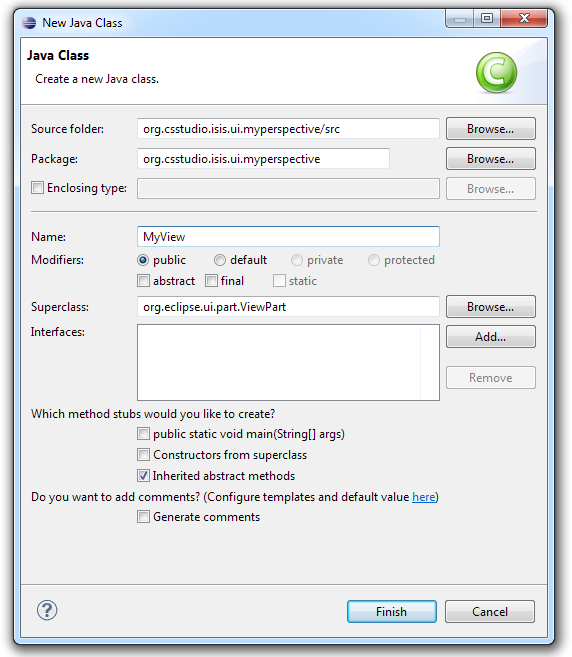 New Java Class
Java Class
Create a new Java class.
C
Source folder: org.csstudio.isis.ui.myperspective/src Browse...
Package: org.csstudio.isis.ui.myperspective Browse...
Enclosing type: Browse...
Name: MyView
Modifiers: public default private protected
abstract final static
Superclass: org.eclipse.ui.part.ViewPart Browse...
Interfaces: Add...
Remove
Which method stubs would you like to create?
public static void main(String[] args)
Constructors from superclass
Inherited abstract methods
Do you want to add comments? (Configure templates and default value here)
Generate comments
? Finish Cancel